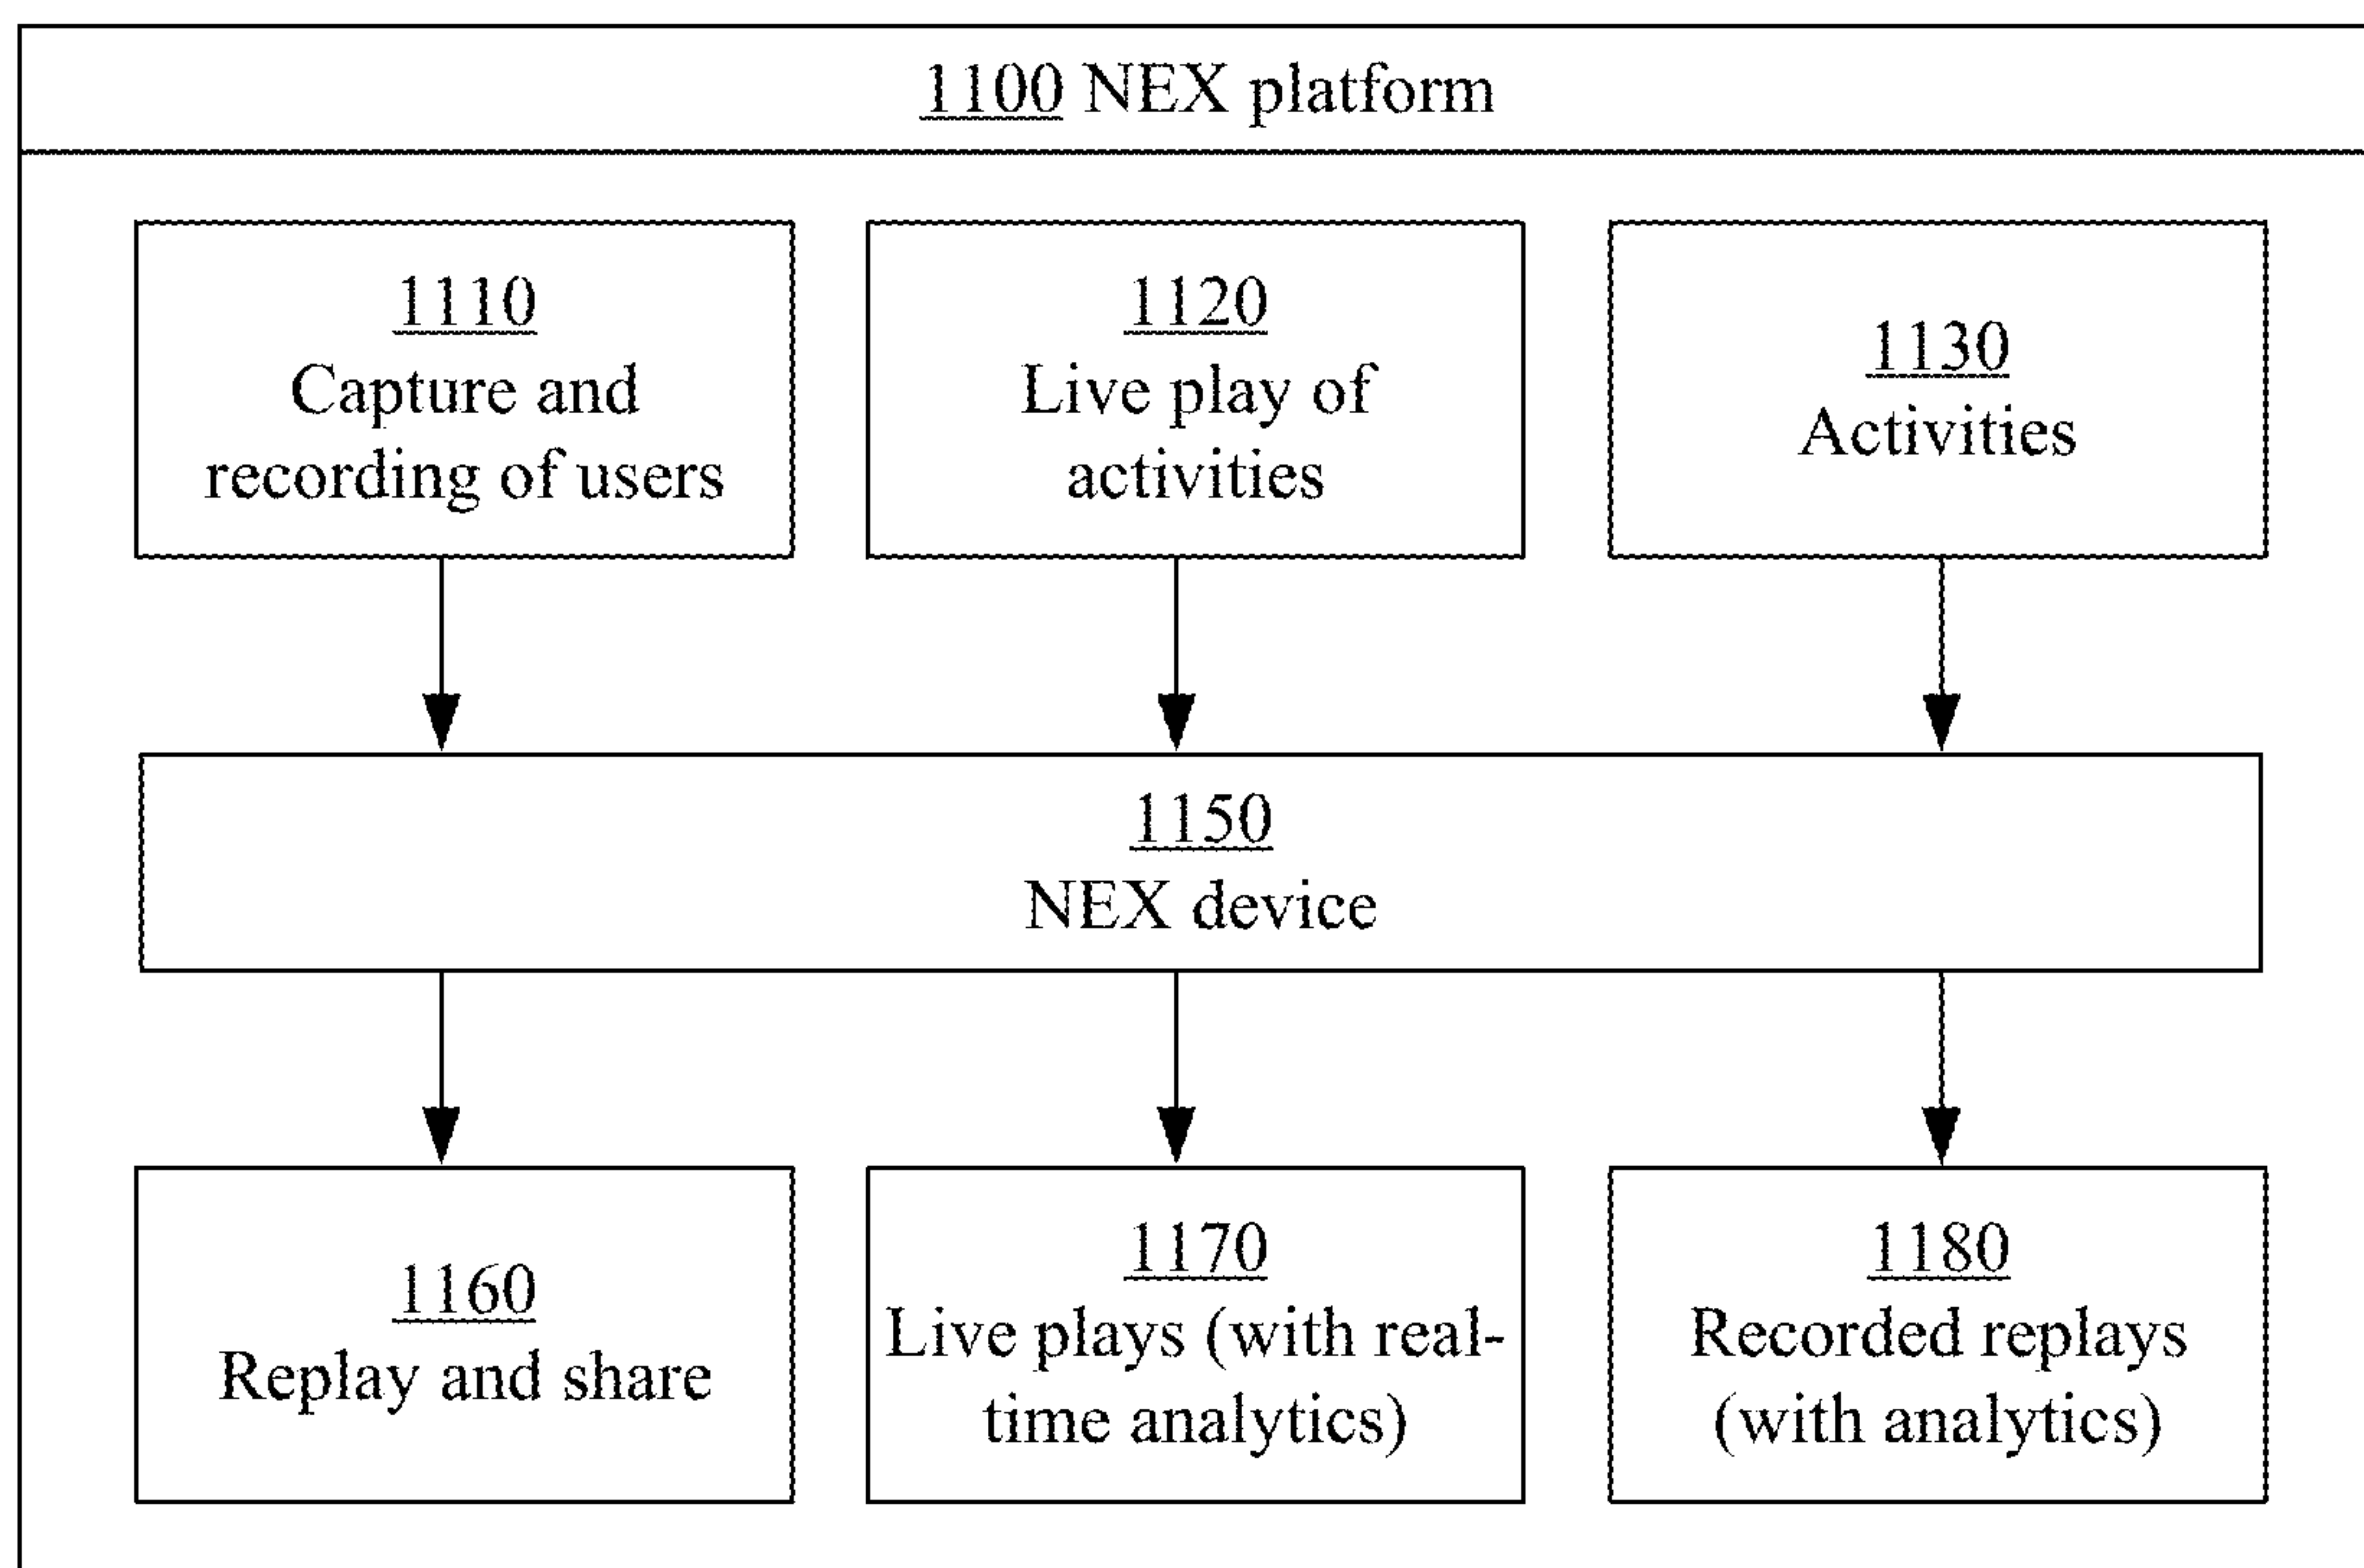 1100 NEX platform
1110
Capture and
recording of users
1120
Live play of
activities
1130
Activities
1150
NEX device
1160
Replay and share
1170
Live plays (with real-
time analytics)
1180
Recorded replays
(with analytics)